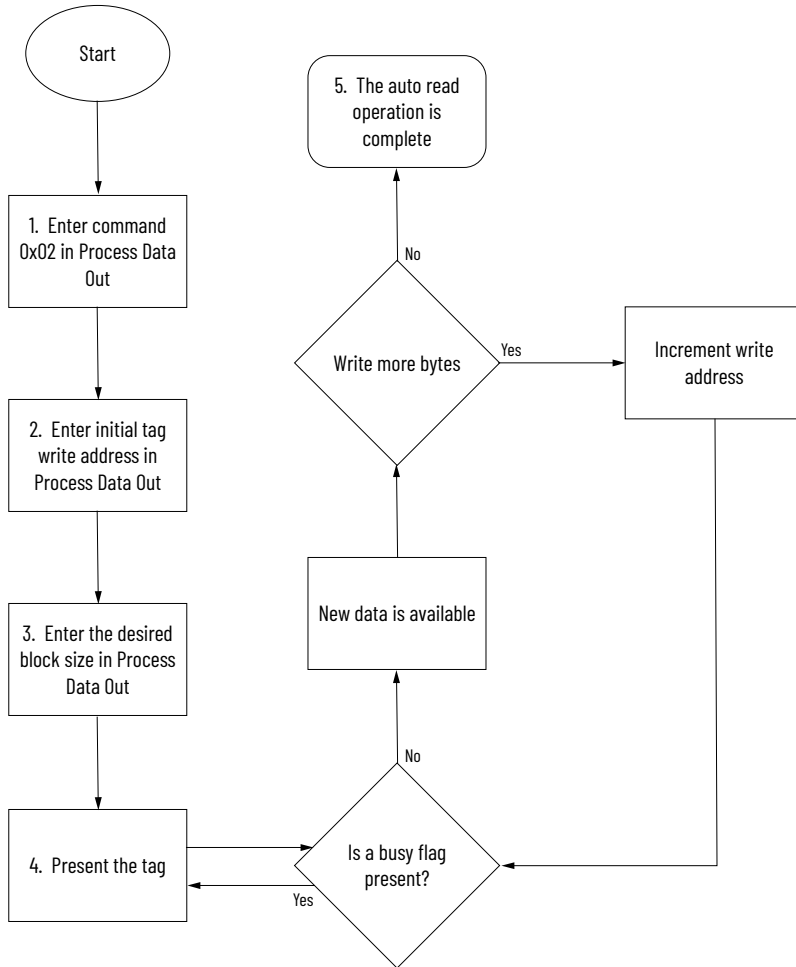 Start
1. Enter command
0x02 in Process Data
Out
2. Enter initial tag
write address in
Process Data Out
3. Enter the desired
block size in Process
Data Out
4. Present the tag
Is a busy flag
present?
Yes
No
New data is available
Write more bytes
Yes
Increment write
address
No
5. The auto read
operation is
complete